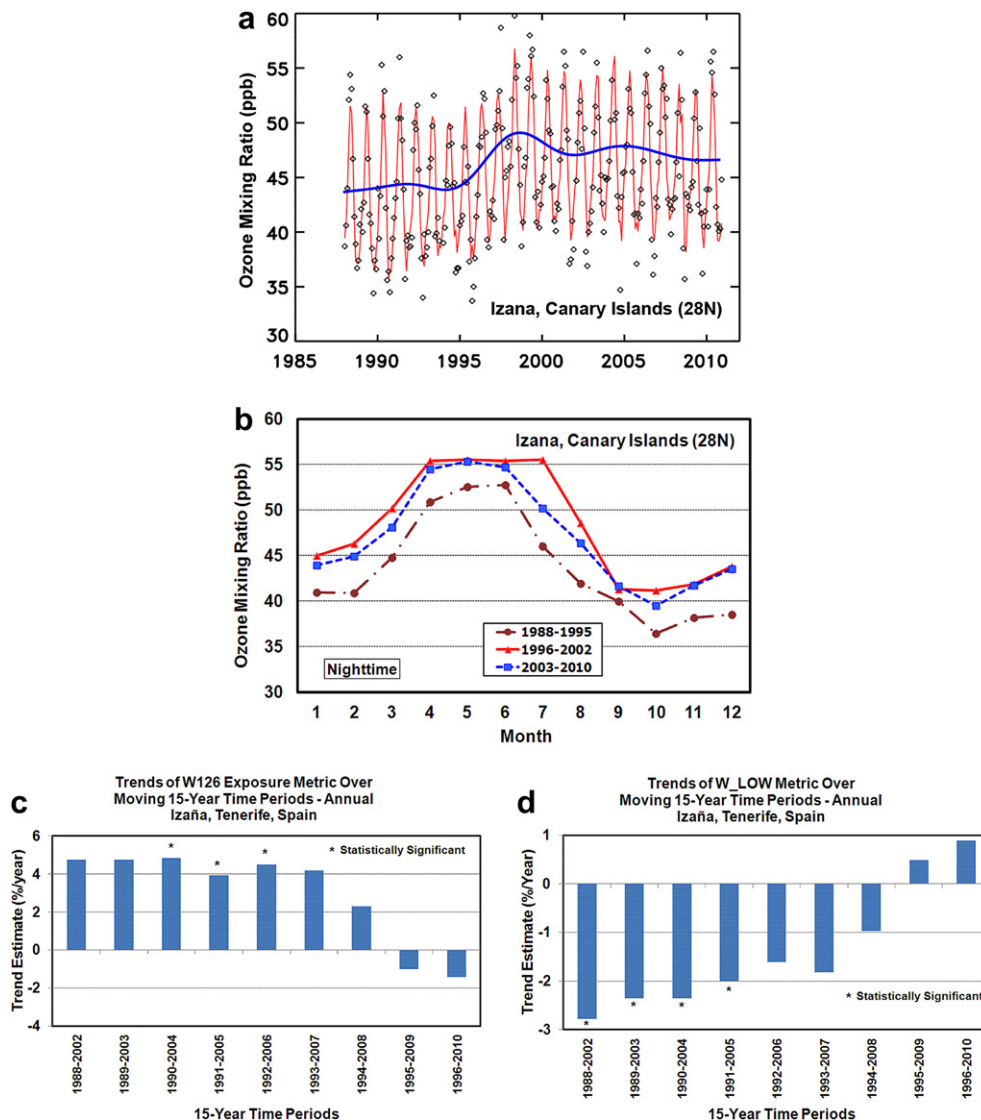 a
60
55
50
45
40
35
30
Ozone Mixing Ratio (ppb)
Izana, Canary Islands (28N)
1985 1990 1995 2000 2005 2010
b
60
55
50
45
40
35
30
Ozone Mixing Ratio (ppb)
Izana, Canary Islands (28N)
1988-1995
1996-2002
2003-2010
Nighttime
1 2 3 4 5 6 7 8 9 10 11 12
Month
c
Trends of W126 Exposure Metric Over
Moving 15-Year Time Periods - Annual
Izaña, Tenerife, Spain
6
4
2
0
-2
-4
Trend Estimate (%/year)
* Statistically Significant
* * *
1988-2002
1989-2003
1990-2004
1991-2005
1992-2006
1993-2007
1994-2008
1995-2009
1996-2010
15-Year Time Periods
d
Trends of W_LOW Metric Over
Moving 15-Year Time Periods - Annual
Izaña, Tenerife, Spain
1
0
-1
-2
-3
Trend Estimate (%/Year)
* * * *
* Statistically Significant
1988-2002
1989-2003
1990-2004
1991-2005
1992-2006
1993-2007
1994-2008
1995-2009
1996-2010
15-Year Time Periods